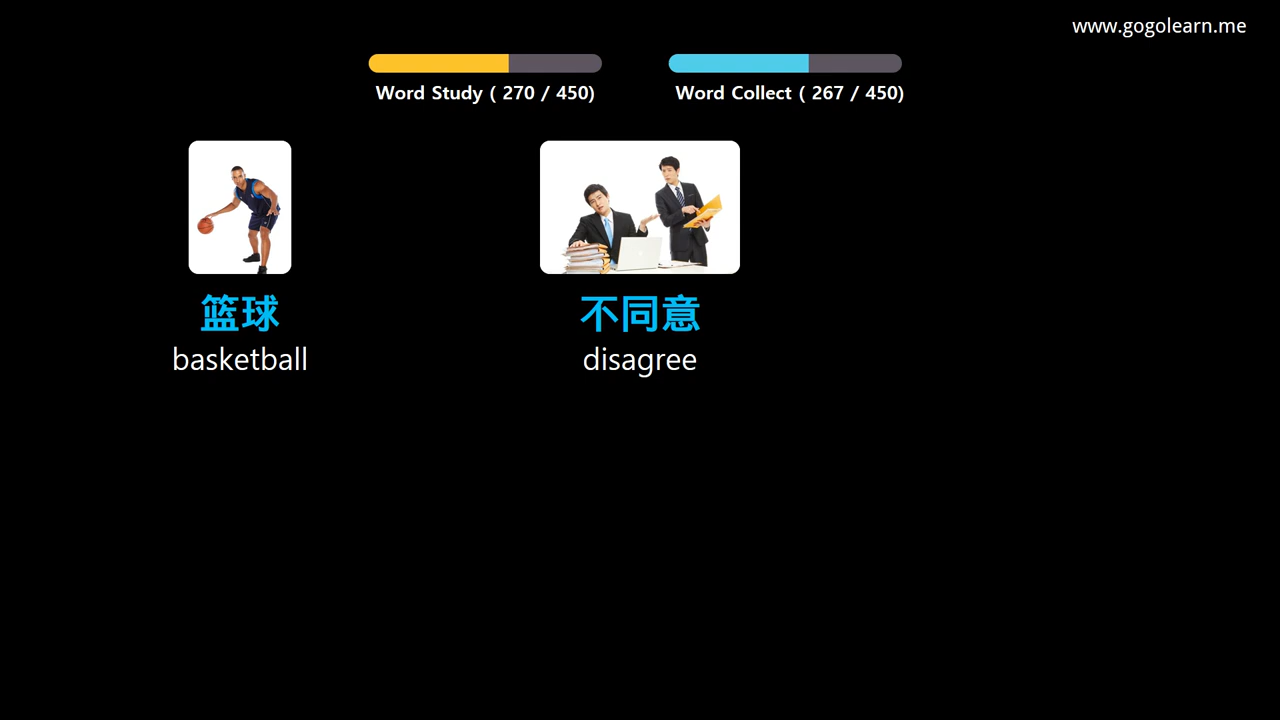 www.gogolearn.me
Word Study ( 270 / 450)
Word Collect ( 267 / 450)
篮球
basketball
不同意
disagree